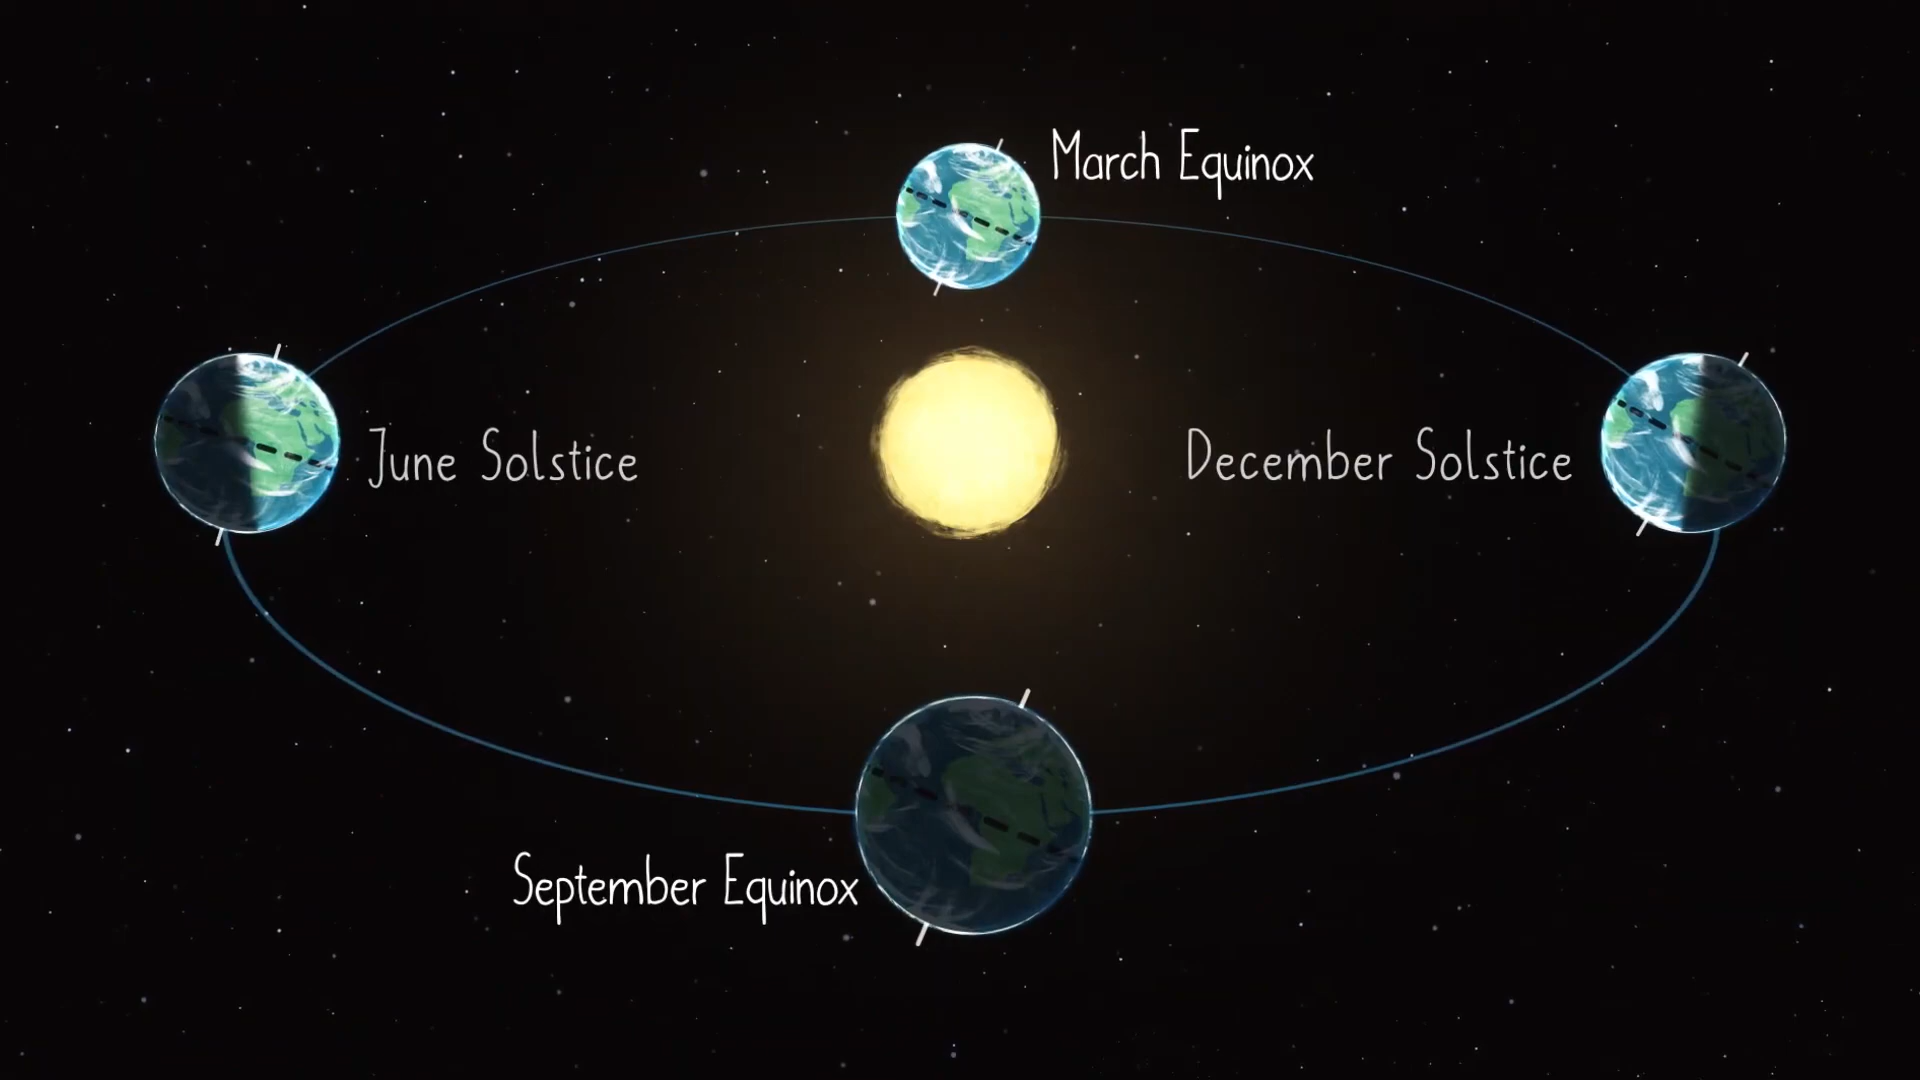 March Equinox
June Solstice
December Solstice
September Equinox